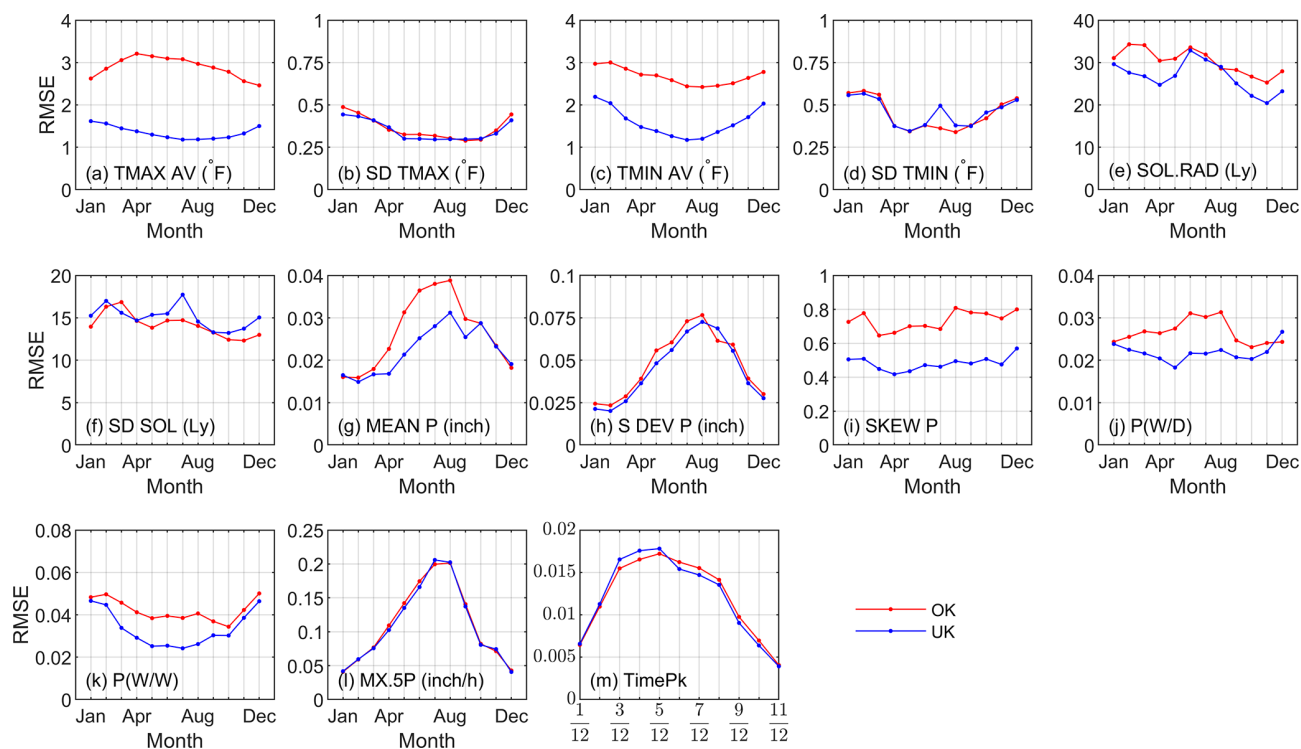 RMSE
4
3
2
1
0
(a) TMAX AV (°F)
Jan Apr Aug Dec
Month
1
0.75
0.5
0.25
0
(b) SD TMAX (°F)
Jan Apr Aug Dec
Month
4
3
2
1
0
(c) TMIN AV (°F)
Jan Apr Aug Dec
Month
1
0.75
0.5
0.25
0
(d) SD TMIN (°F)
Jan Apr Aug Dec
Month
40
30
20
10
0
(e) SOL.RAD (Ly)
Jan Apr Aug Dec
Month
RMSE
20
15
10
5
0
(f) SD SOL (Ly)
Jan Apr Aug Dec
Month
0.04
0.03
0.02
0.01
0
(g) MEAN P (inch)
Jan Apr Aug Dec
Month
0.1
0.075
0.05
0.025
0
(h) S DEV P (inch)
Jan Apr Aug Dec
Month
1
0.8
0.6
0.4
0.2
0
(i) SKEW P
Jan Apr Aug Dec
Month
0.04
0.03
0.02
0.01
0
(j) P(W/D)
Jan Apr Aug Dec
Month
RMSE
0.08
0.06
0.04
0.02
0
(k) P(W/W)
Jan Apr Aug Dec
Month
0.25
0.2
0.15
0.1
0.05
0
(l) MX.5P (inch/h)
Jan Apr Aug Dec
Month
0.02
0.015
0.01
0.005
0
(m) TimePk
1 3 5 7 9 11
12 12 12 12 12 12
OK
UK